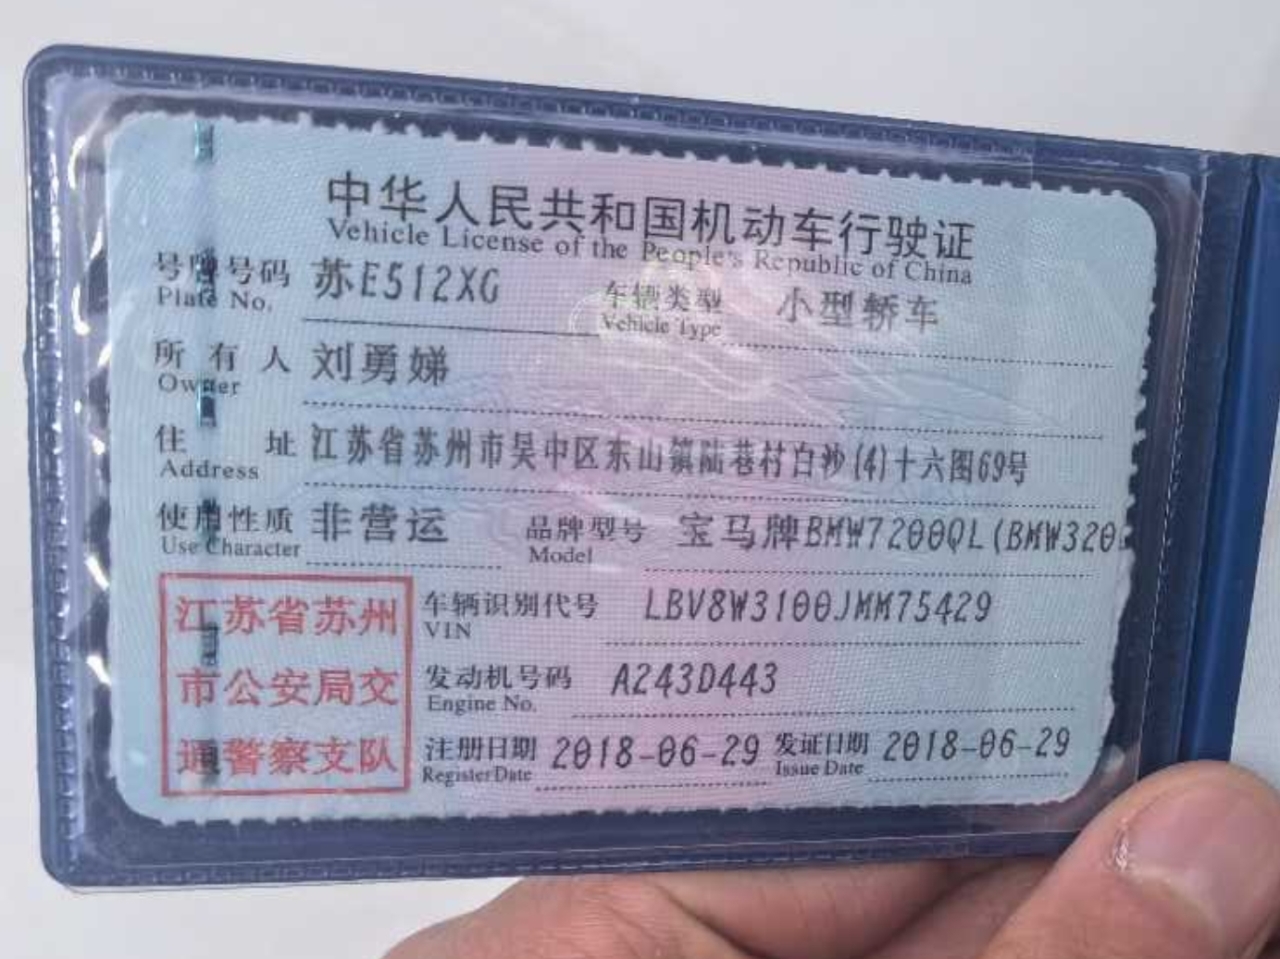 中华人民共和国机动车行驶证
Vehicle License of the People's Republic of China
号牌号码 苏E512XG 车辆类型 小型轿车
Plate No. Vehicle Type
所有人 刘勇娣
Owner
住址 江苏省苏州市吴中区东山镇陆巷村白沙(4)十六图69号
Address
使用性质 非营运 品牌型号 宝马牌BMW7200QL(BMW320
Use Character Model
江苏省苏州
市公安局交
通警察支队
车辆识别代号 LBV8W3100JMM75429
VIN
发动机号码 A243D443
Engine No.
注册日期 2018-06-29 发证日期 2018-06-29
Register Date Issue Date